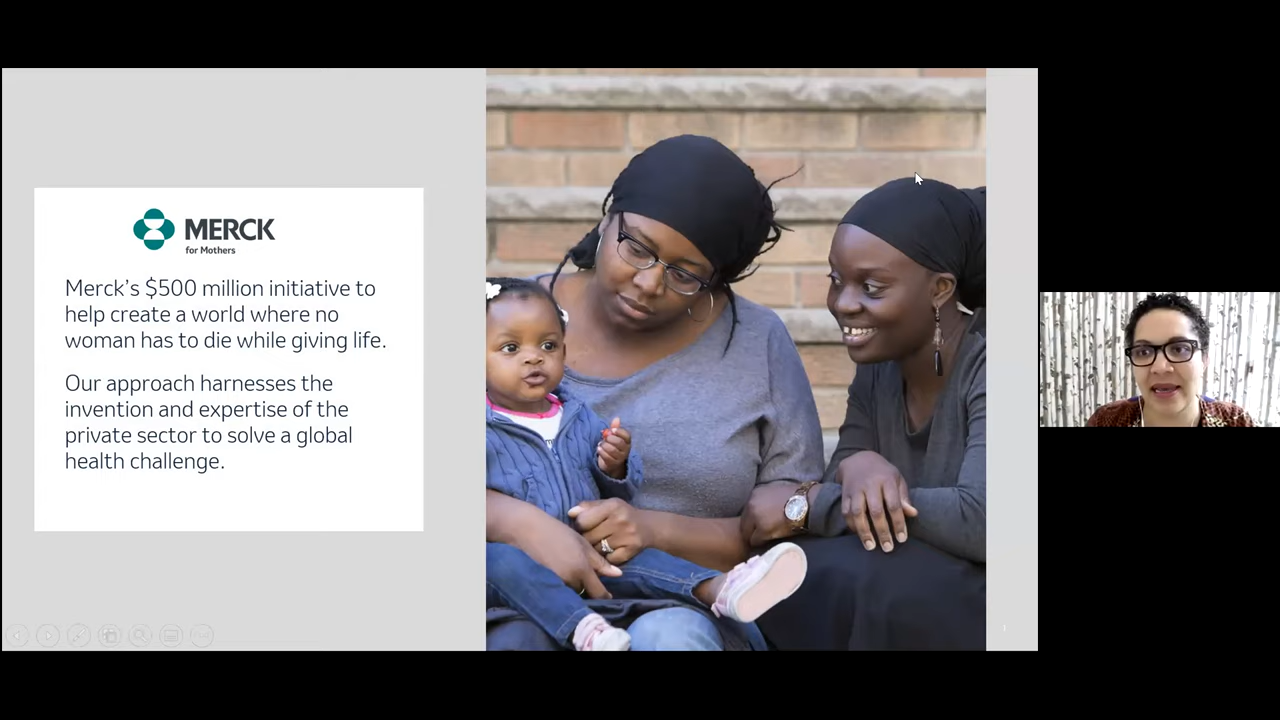 MERCK
for Mothers
Merck's $500 million initiative to
help create a world where no
woman has to die while giving life.
Our approach harnesses the
invention and expertise of the
private sector to solve a global
health challenge.